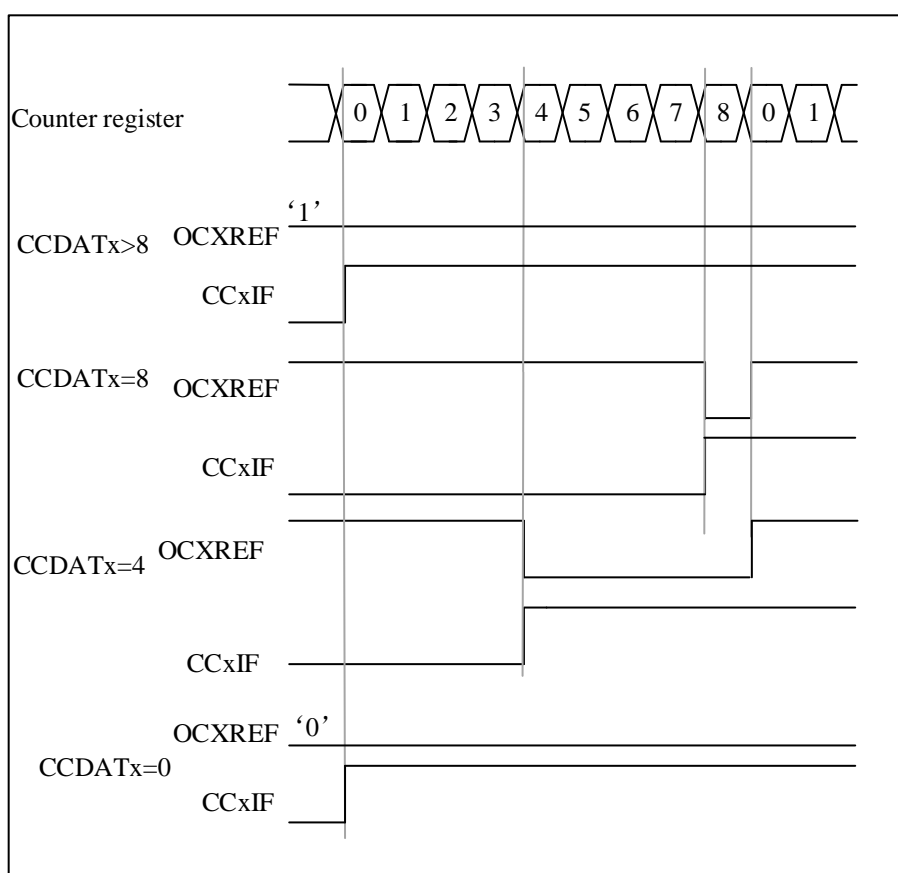 Counter register 0 1 2 3 4 5 6 7 8 0 1
‘1’
CCDATx>8 OCXREF
CCxIF
CCDATx=8 OCXREF
CCxIF
OCXREF
CCDATx=4
CCxIF
OCXREF ‘0’
CCDATx=0
CCxIF